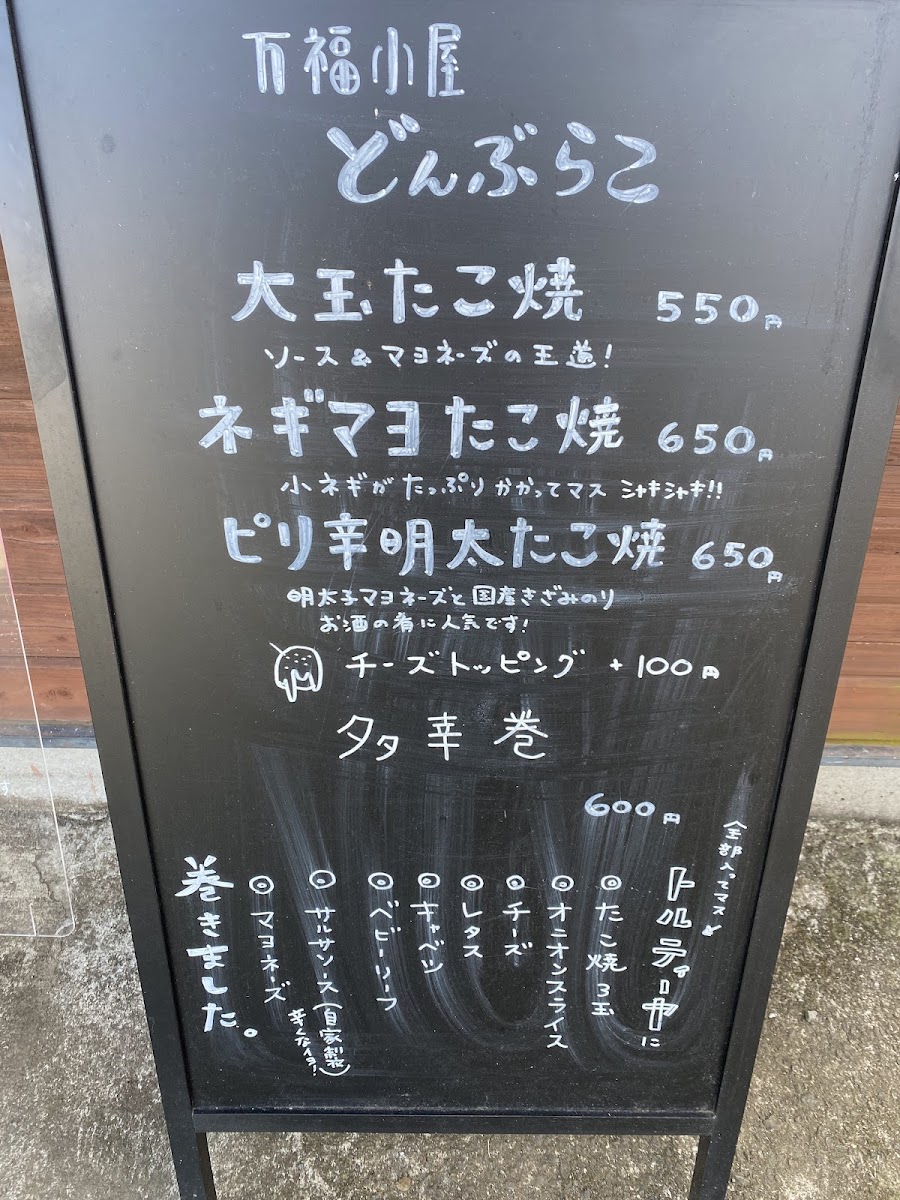 万福小屋
どんぶらこ
大玉たこ焼 550円
ソース&マヨネーズの王道!
ネギマヨたこ焼 650円
小ネギがたっぷりかかってマス シャキシャキ!!
ピリ辛明太たこ焼 650円
明太子マヨネーズと国産きざみのり
お酒の肴に人気です!
チーズトッピング +100円
多幸巻
600円
(全部入ってマス
トルティーヤに
◎たこ焼3玉
◎オニオンスライス
◎チーズ
◎レタス
◎キャベツ
◎ベビーリーフ
◎サルサソース(自家製)
辛くないヨ!
◎マヨネーズ
巻きました。